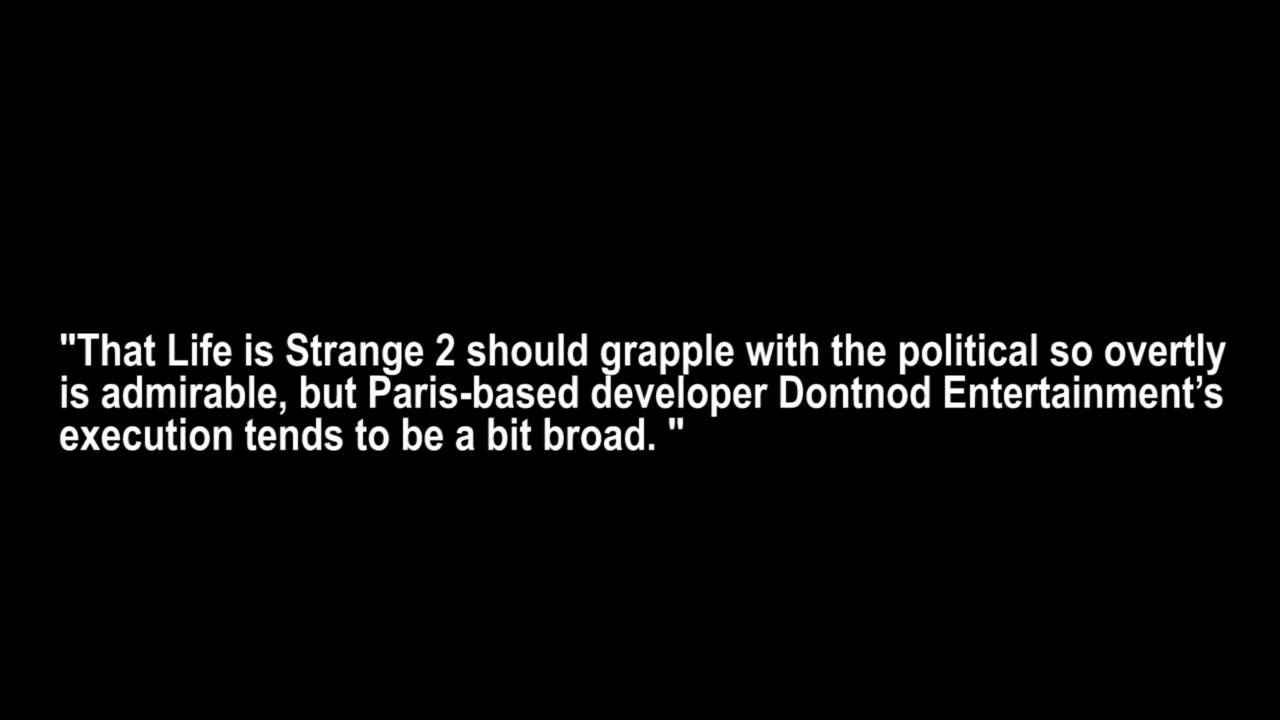 "That Life is Strange 2 should grapple with the political so overtly
is admirable, but Paris-based developer Dontnod Entertainment’s
execution tends to be a bit broad. "